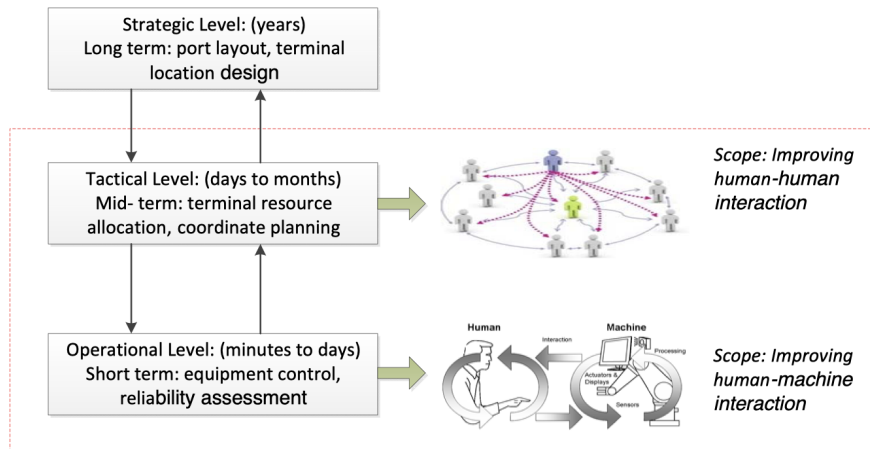 Strategic Level: (years)
Long term: port layout, terminal
location design
Tactical Level: (days to months)
Mid- term: terminal resource
allocation, coordinate planning
Scope: Improving
human-human
interaction
Operational Level: (minutes to days)
Short term: equipment control,
reliability assessment
Human
Machine
Interaction
Processing
Actuators &
Displays
Sensors
Scope: Improving
human-machine
interaction